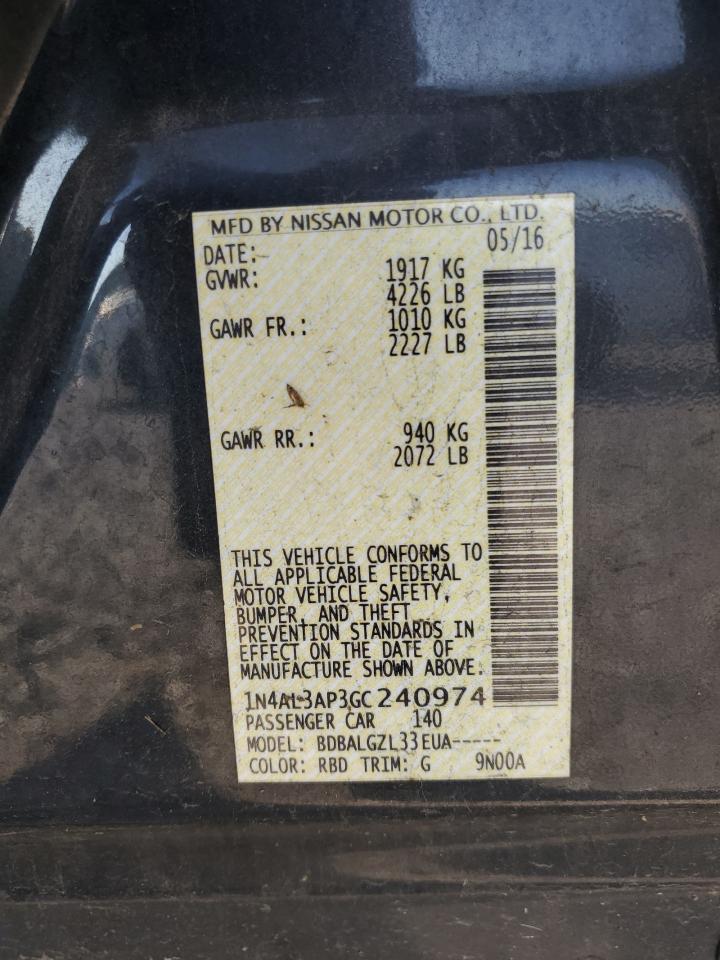 MFD BY NISSAN MOTOR CO., LTD.
DATE: 05/16
GVWR: 1917 KG
4226 LB
GAWR FR.: 1010 KG
2227 LB
GAWR RR.: 940 KG
2072 LB
THIS VEHICLE CONFORMS TO
ALL APPLICABLE FEDERAL
MOTOR VEHICLE SAFETY,
BUMPER, AND THEFT
PREVENTION STANDARDS IN
EFFECT ON THE DATE OF
MANUFACTURE SHOWN ABOVE.
1N4AL3AP3GC240974
PASSENGER CAR 140
MODEL: BDBALGZL33EUA-----
COLOR: RBD TRIM: G 9N00A